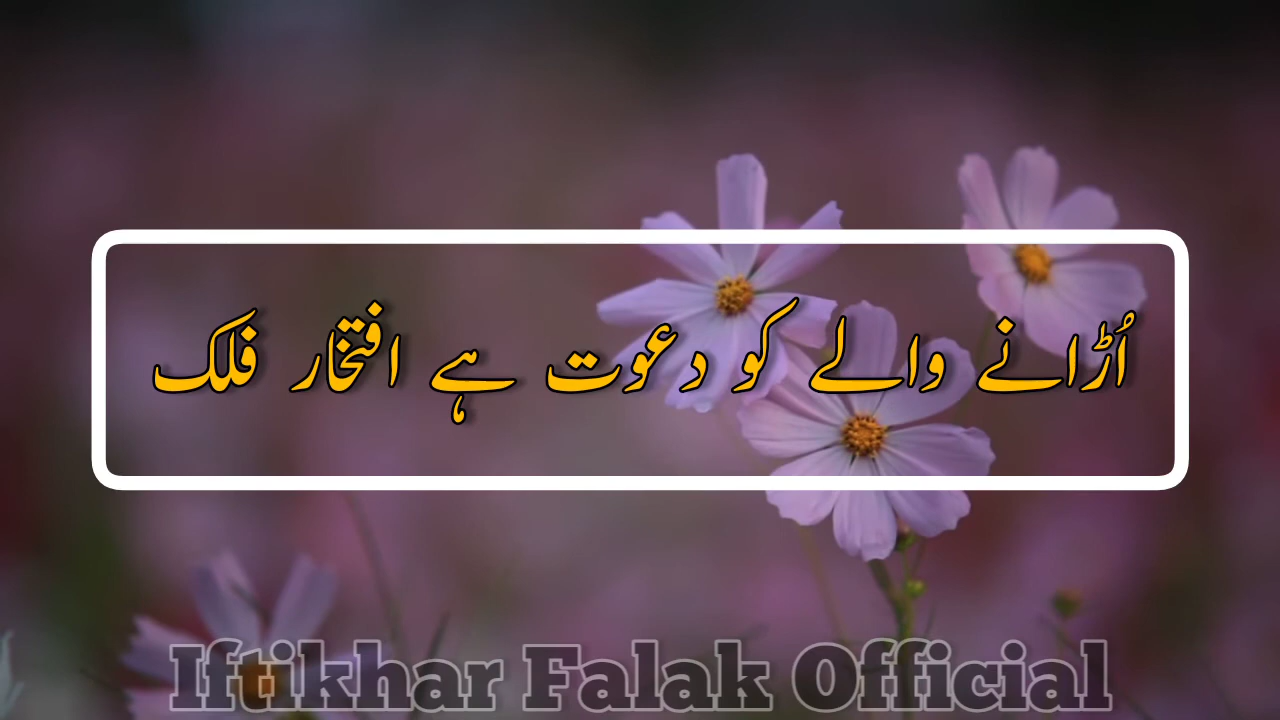 اُڑانے والے کو دعوت ہے افتخار فلک
Iftikhar Falak Official